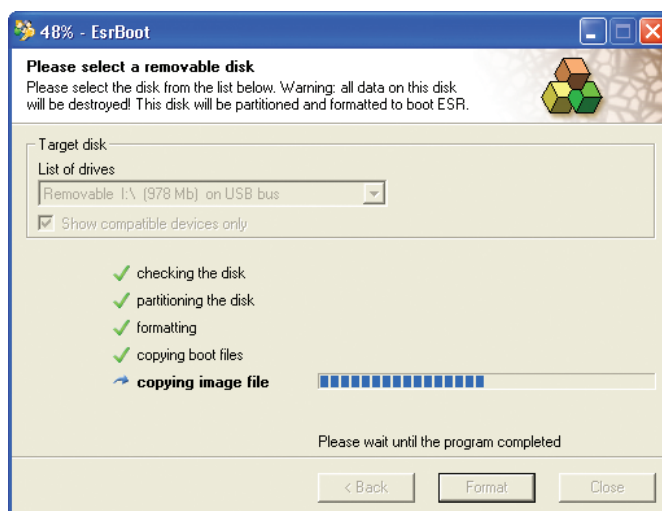 48% - EsrBoot
Please select a removable disk
Please select the disk from the list below. Warning: all data on this disk
will be destroyed! This disk will be partitioned and formatted to boot ESR.
Target disk
List of drives
Removable I:\ (978 Mb) on USB bus
Show compatible devices only
checking the disk
partitioning the disk
formatting
copying boot files
copying image file
Please wait until the program completed
< Back Format Close